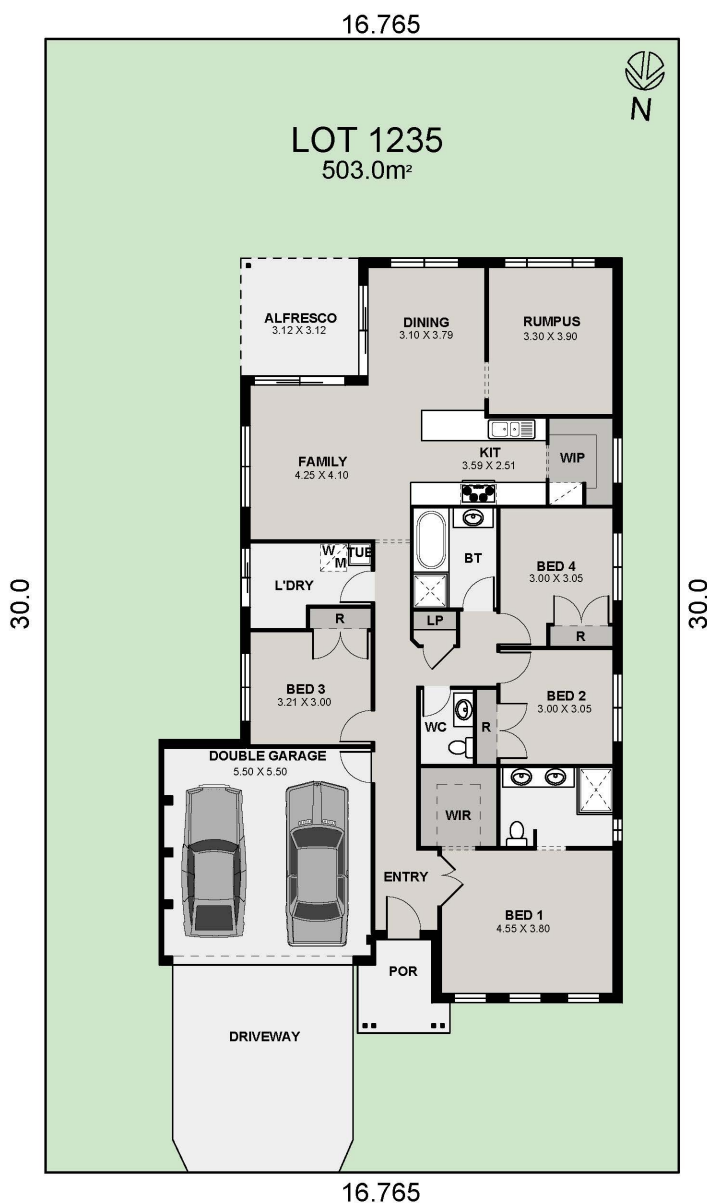 16.765
N
LOT 1235
503.0m²
ALFRESCO
3.12 X 3.12
DINING
3.10 X 3.79
RUMPUS
3.30 X 3.90
FAMILY
4.25 X 4.10
KIT
3.59 X 2.51
WIP
W
M
TUB
L'DRY
BT
BED 4
3.00 X 3.05
30.0
30.0
R
LP
R
BED 3
3.21 X 3.00
BED 2
3.00 X 3.05
WC
R
DOUBLE GARAGE
5.50 X 5.50
WIR
ENTRY
BED 1
4.55 X 3.80
POR
DRIVEWAY
16.765